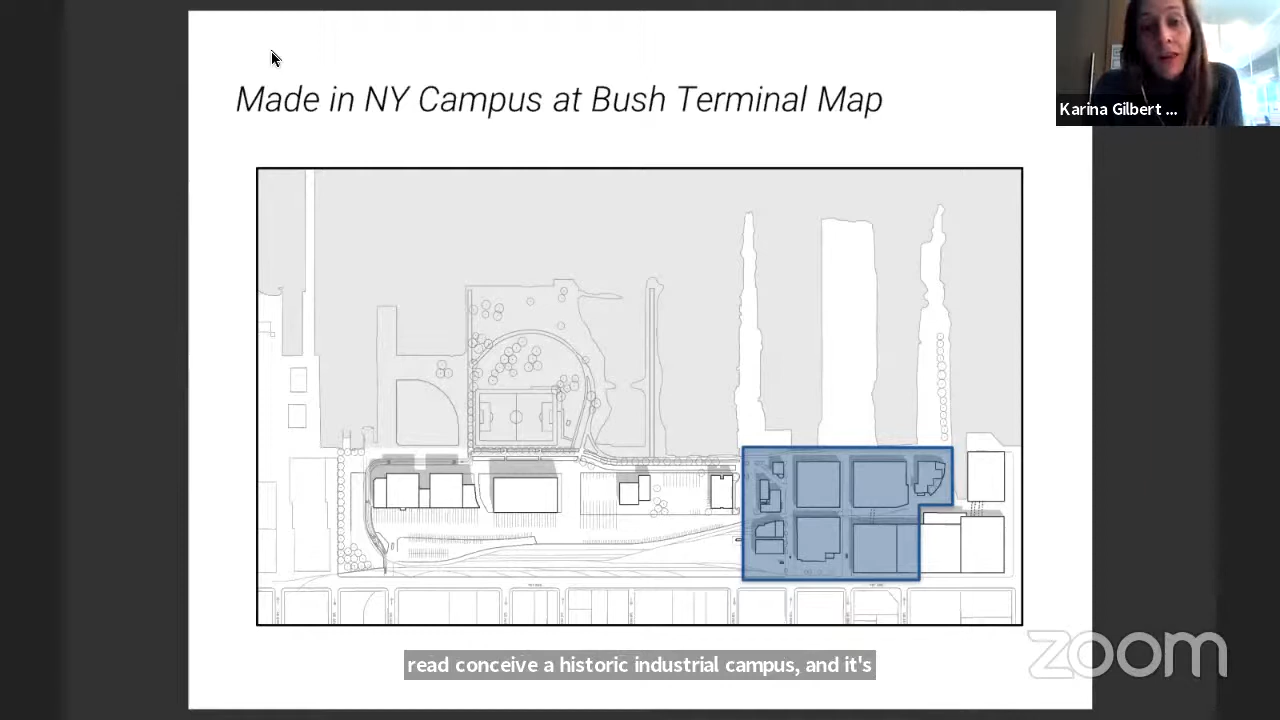 Made in NY Campus at Bush Terminal Map
Karina Gilbert ...
read conceive a historic industrial campus, and it's
zoom